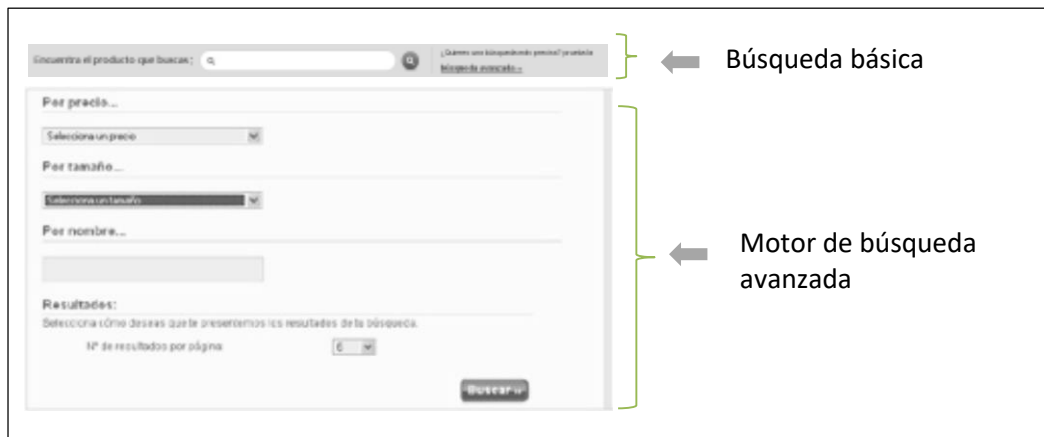 Encuentra el producto que buscas:
¿Quieres una búsqueda más precisa? prueba la
búsqueda avanzada »
Búsqueda básica
Por precio...
Selecciona un precio
Por tamaño...
Selecciona un tamaño
Por nombre...
Motor de búsqueda
avanzada
Resultados:
Selecciona cómo deseas que te presentemos los resultados de tu búsqueda.
Nº de resultados por página
6
Buscar »